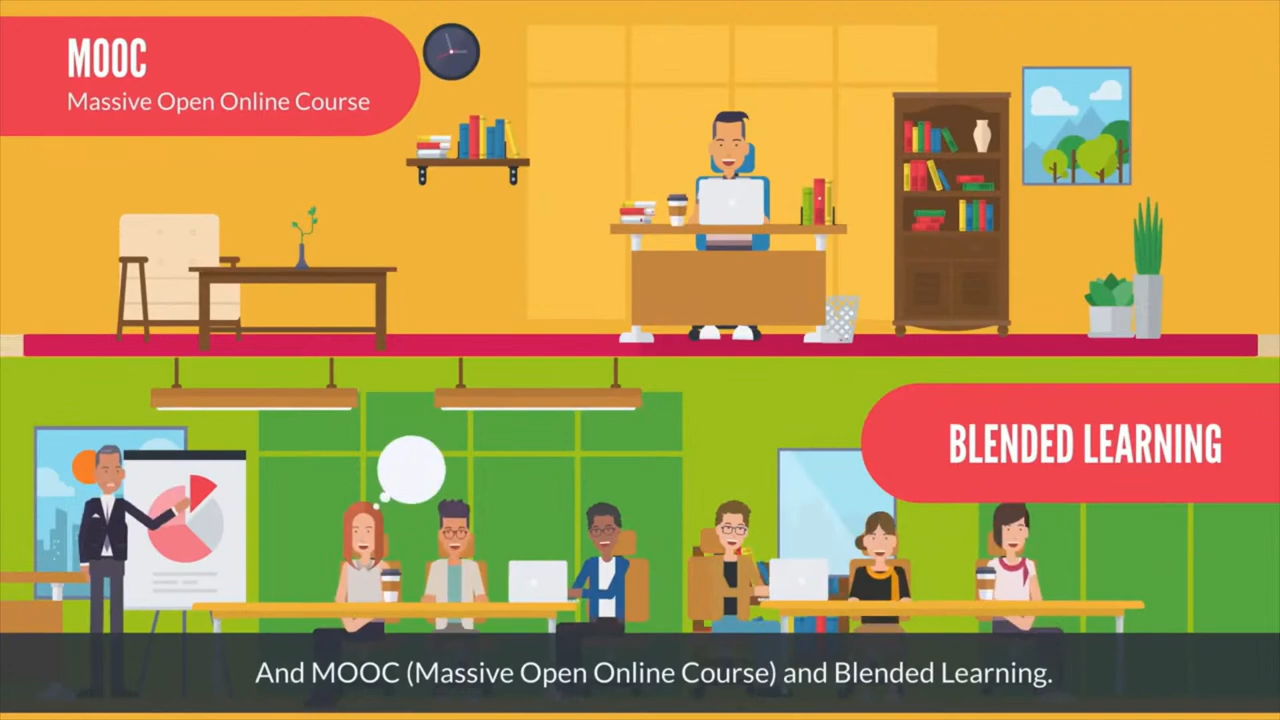 MOOC
Massive Open Online Course
BLENDED LEARNING
And MOOC (Massive Open Online Course) and Blended Learning.